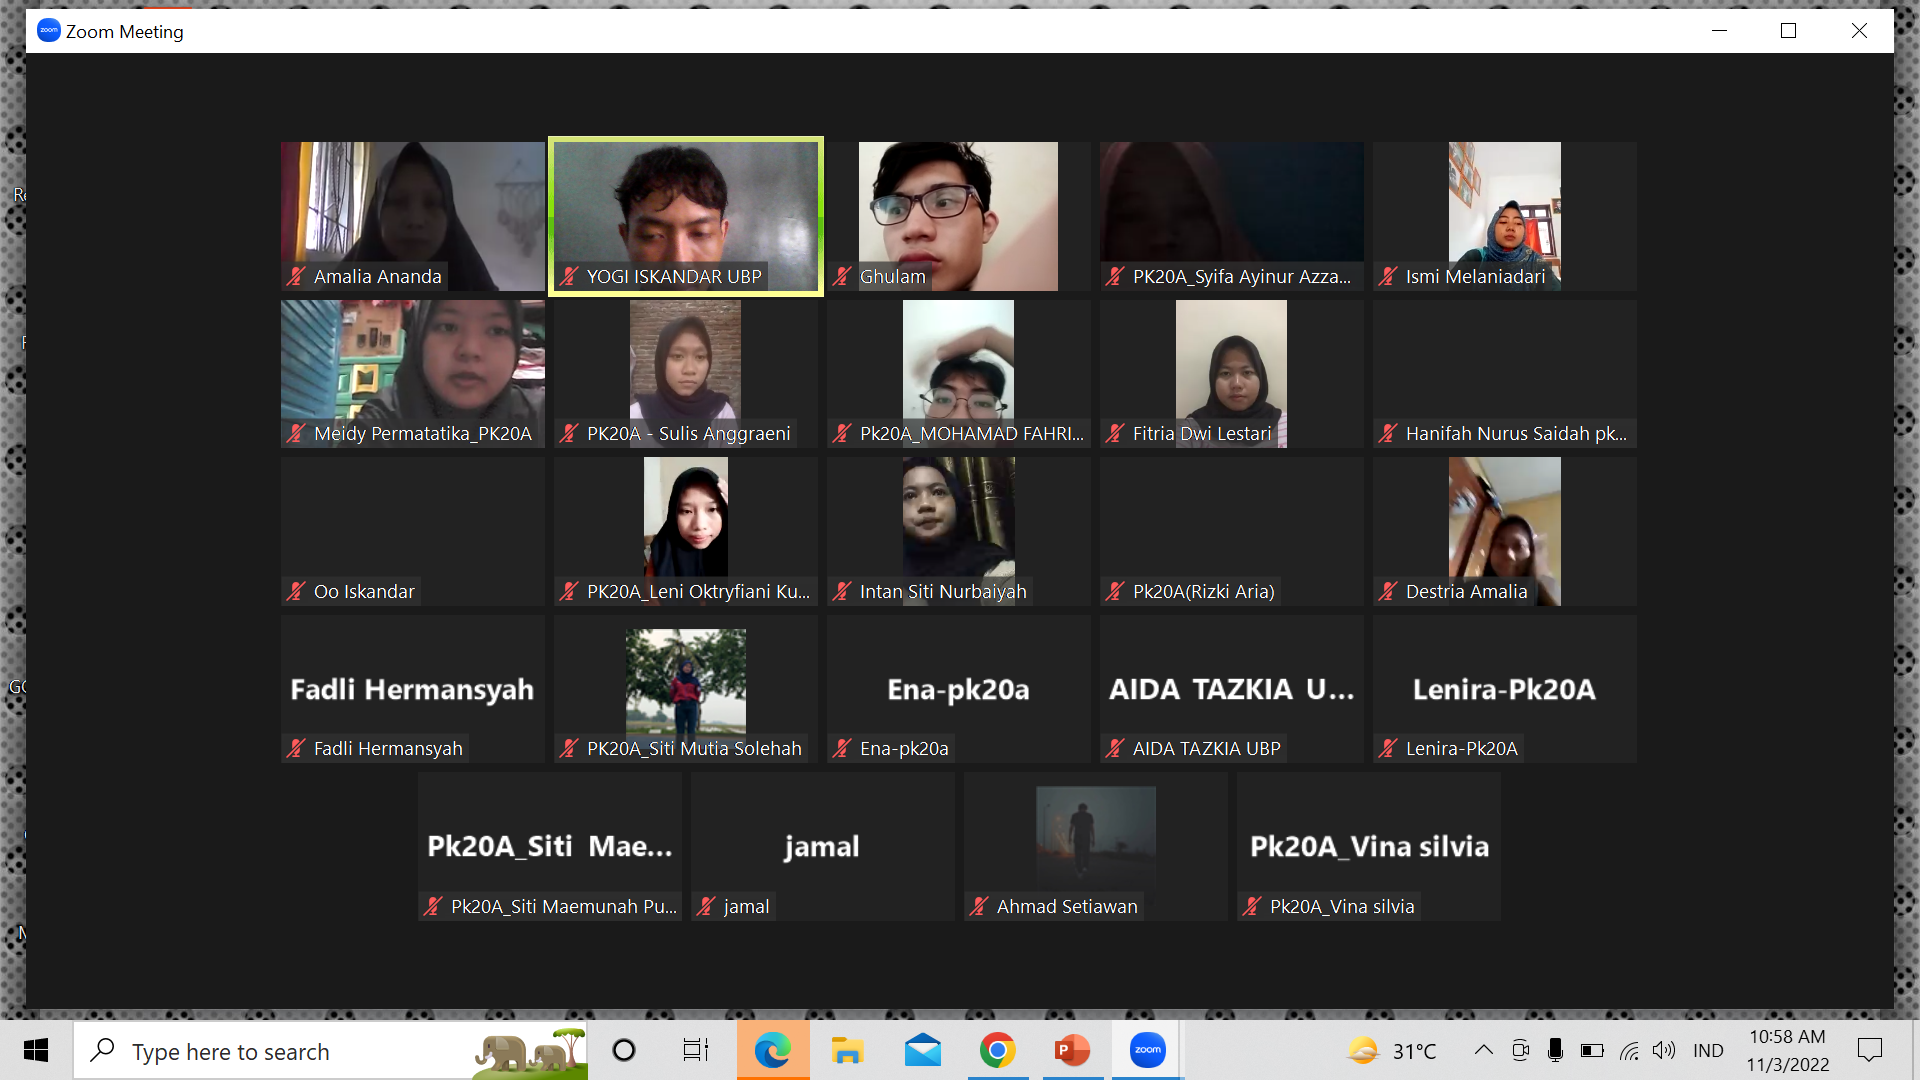 zoom Zoom Meeting
Amalia Ananda
YOGI ISKANDAR UBP
Ghulam
PK20A_Syifa Ayinur Azza...
Ismi Melaniadari
Meidy Permatatika_PK20A
PK20A - Sulis Anggraeni
Pk20A_MOHAMAD FAHRI...
Fitria Dwi Lestari
Hanifah Nurus Saidah pk...
Oo Iskandar
PK20A_Leni Oktryfiani Ku...
Intan Siti Nurbaiyah
Pk20A(Rizki Aria)
Destria Amalia
Fadli Hermansyah
Fadli Hermansyah
PK20A_Siti Mutia Solehah
Ena-pk20a
Ena-pk20a
AIDA TAZKIA U...
AIDA TAZKIA UBP
Lenira-Pk20A
Lenira-Pk20A
Pk20A_Siti Mae...
Pk20A_Siti Maemunah Pu...
jamal
jamal
Ahmad Setiawan
Pk20A_Vina silvia
Pk20A_Vina silvia
Type here to search
P
zoom
31°C
IND
10:58 AM
11/3/2022